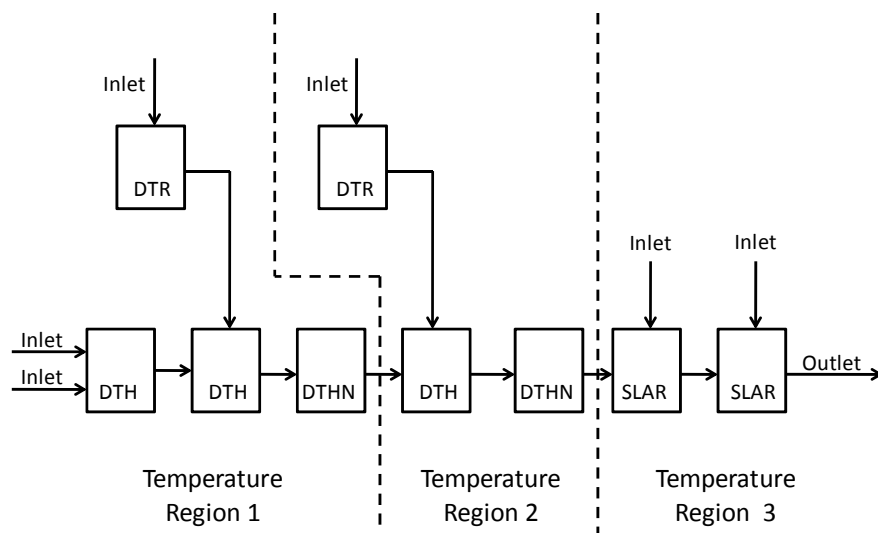 Inlet
Inlet
DTR
DTR
Inlet
Inlet
Inlet
Inlet
Outlet
DTH
DTH
DTHN
DTH
DTHN
SLAR
SLAR
Temperature
Region 1
Temperature
Region 2
Temperature
Region 3